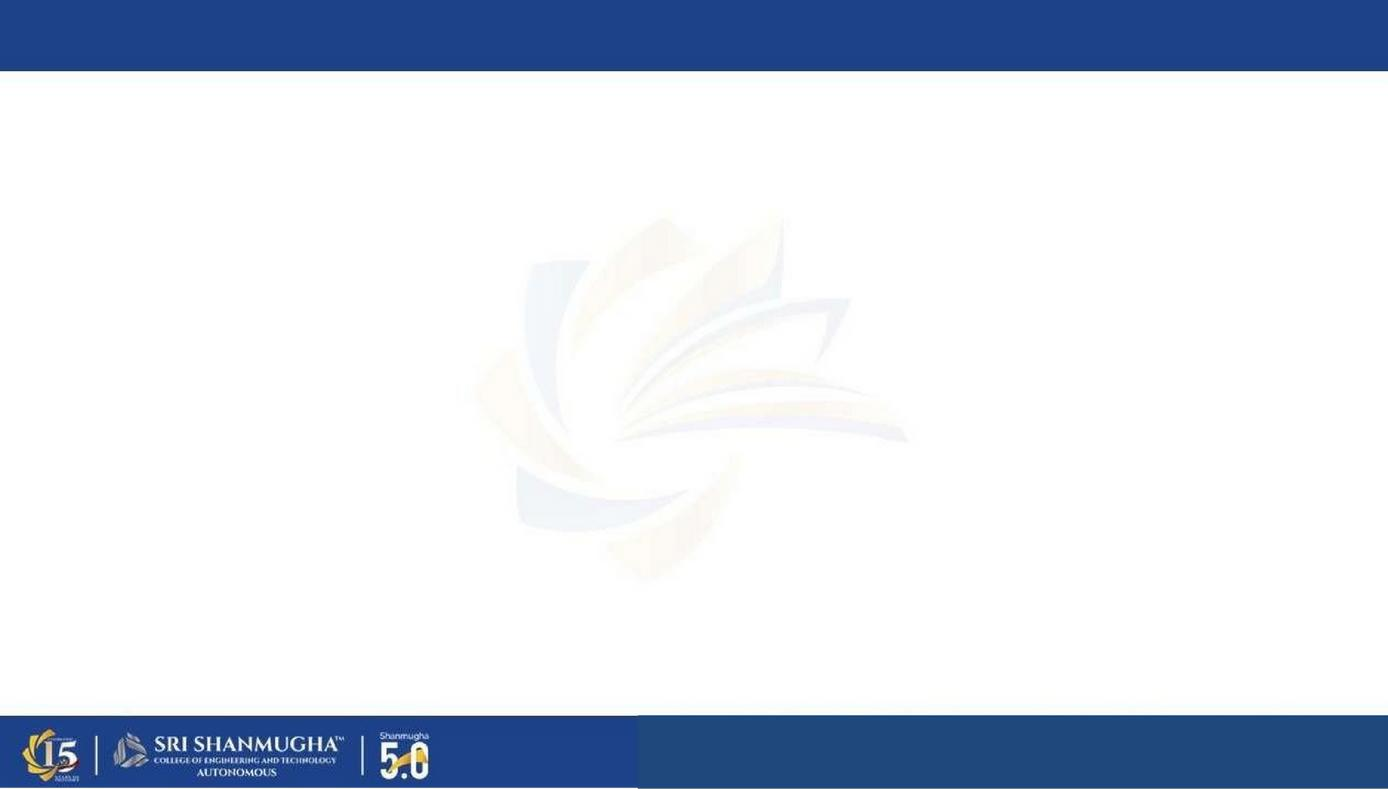 15
SRI SHANMUGHA™
COLLEGE OF ENGINEERING AND TECHNOLOGY
AUTONOMOUS
Shanmugha
5.0